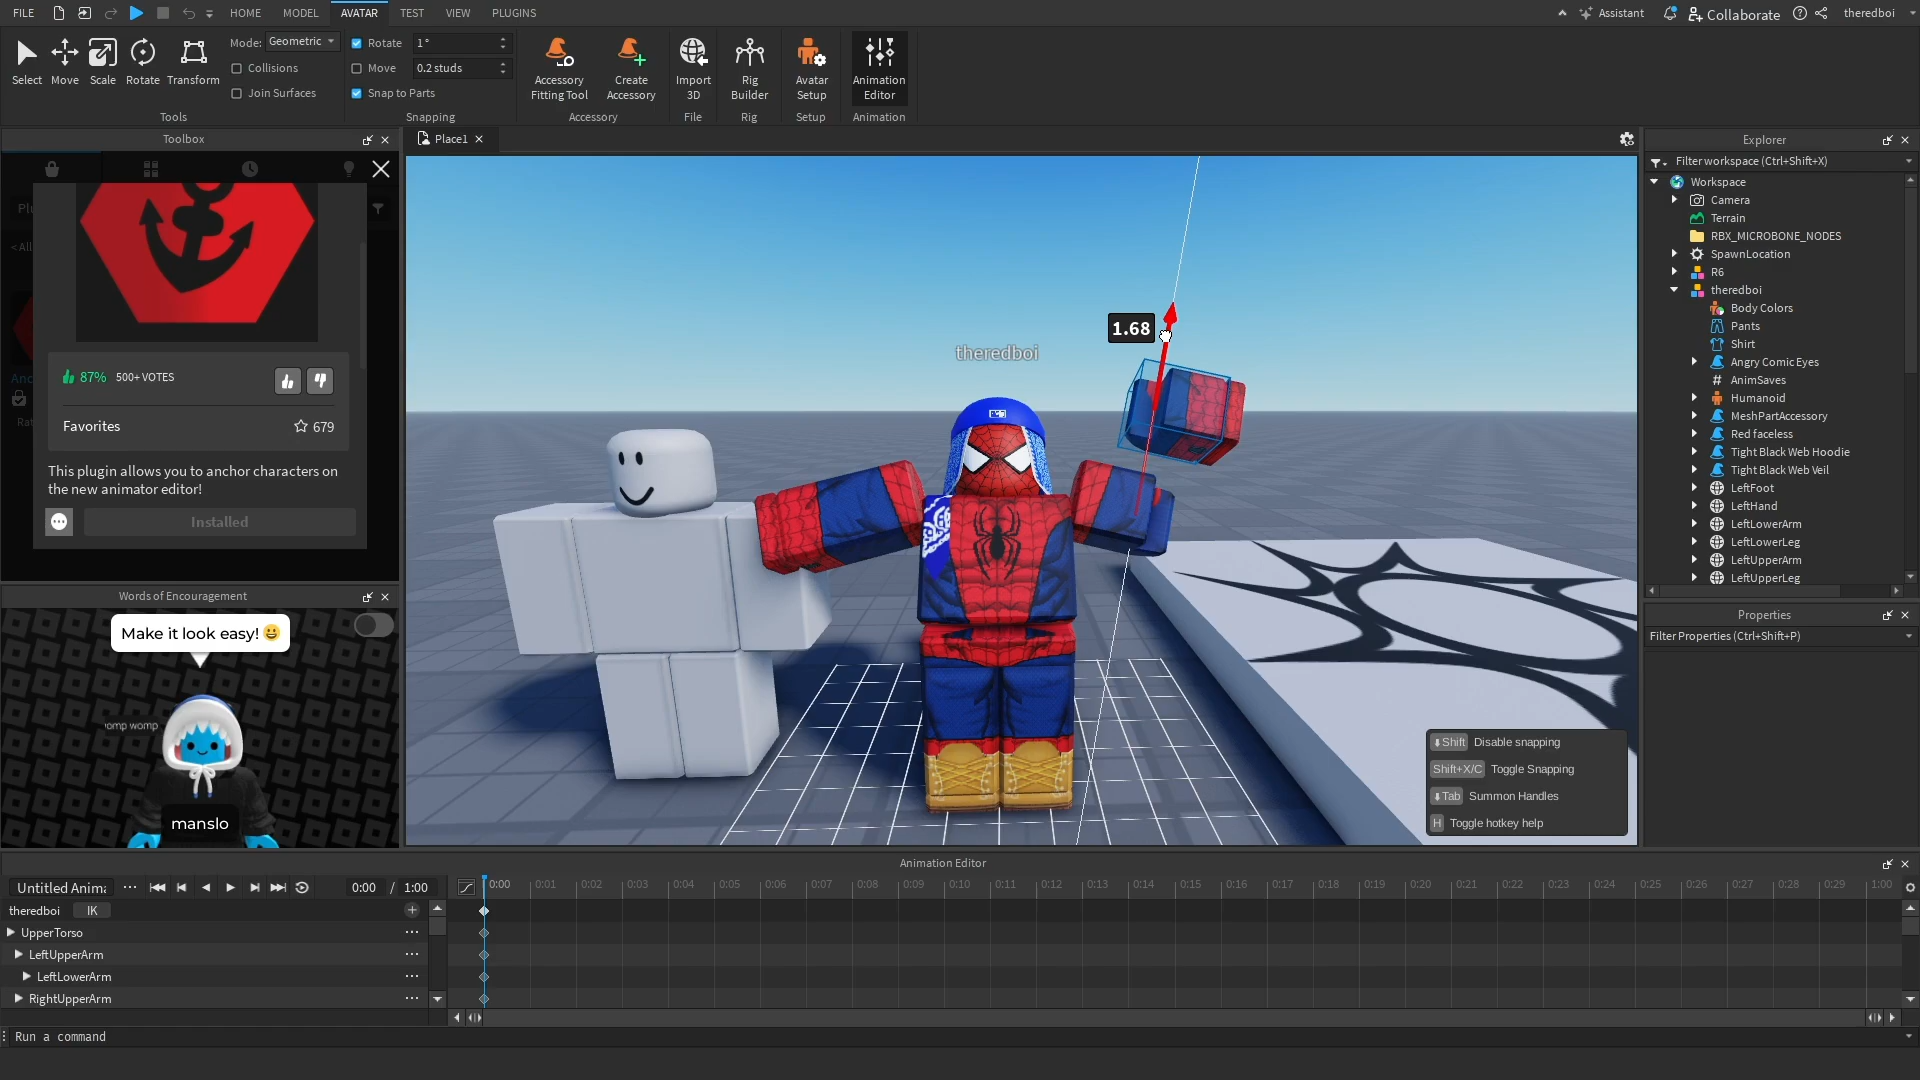 FILE
HOME
MODEL
AVATAR
TEST
VIEW
PLUGINS
Assistant
Collaborate
theredboi
Select
Move
Scale
Rotate
Transform
Mode: Geometric
Collisions
Join Surfaces
Tools
Rotate 1°
Move 0.2 studs
Snap to Parts
Snapping
Accessory
Fitting Tool
Create
Accessory
Accessory
Import
3D
File
Rig
Builder
Rig
Avatar
Setup
Setup
Animation
Editor
Animation
Toolbox
87% 500+ VOTES
Favorites 679
This plugin allows you to anchor characters on
the new animator editor!
Installed
Words of Encouragement
Make it look easy! 😀
omp womp
manslo
Place1
1.68
theredboi
Shift Disable snapping
Shift+X/C Toggle Snapping
Tab Summon Handles
H Toggle hotkey help
Explorer
Filter workspace (Ctrl+Shift+X)
Workspace
Camera
Terrain
RBX_MICROBONE_NODES
SpawnLocation
R6
theredboi
Body Colors
Pants
Shirt
Angry Comic Eyes
# AnimSaves
Humanoid
MeshPartAccessory
Red faceless
Tight Black Web Hoodie
Tight Black Web Veil
LeftFoot
LeftHand
LeftLowerArm
LeftLowerLeg
LeftUpperArm
LeftUpperLeg
Properties
Filter Properties (Ctrl+Shift+P)
Animation Editor
Untitled Anima
0:00 / 1:00
0:00 0:01 0:02 0:03 0:04 0:05 0:06 0:07 0:08 0:09 0:10 0:11 0:12 0:13 0:14 0:15 0:16 0:17 0:18 0:19 0:20 0:21 0:22 0:23 0:24 0:25 0:26 0:27 0:28 0:29 1:00
theredboi IK
UpperTorso
LeftUpperArm
LeftLowerArm
RightUpperArm
Run a command